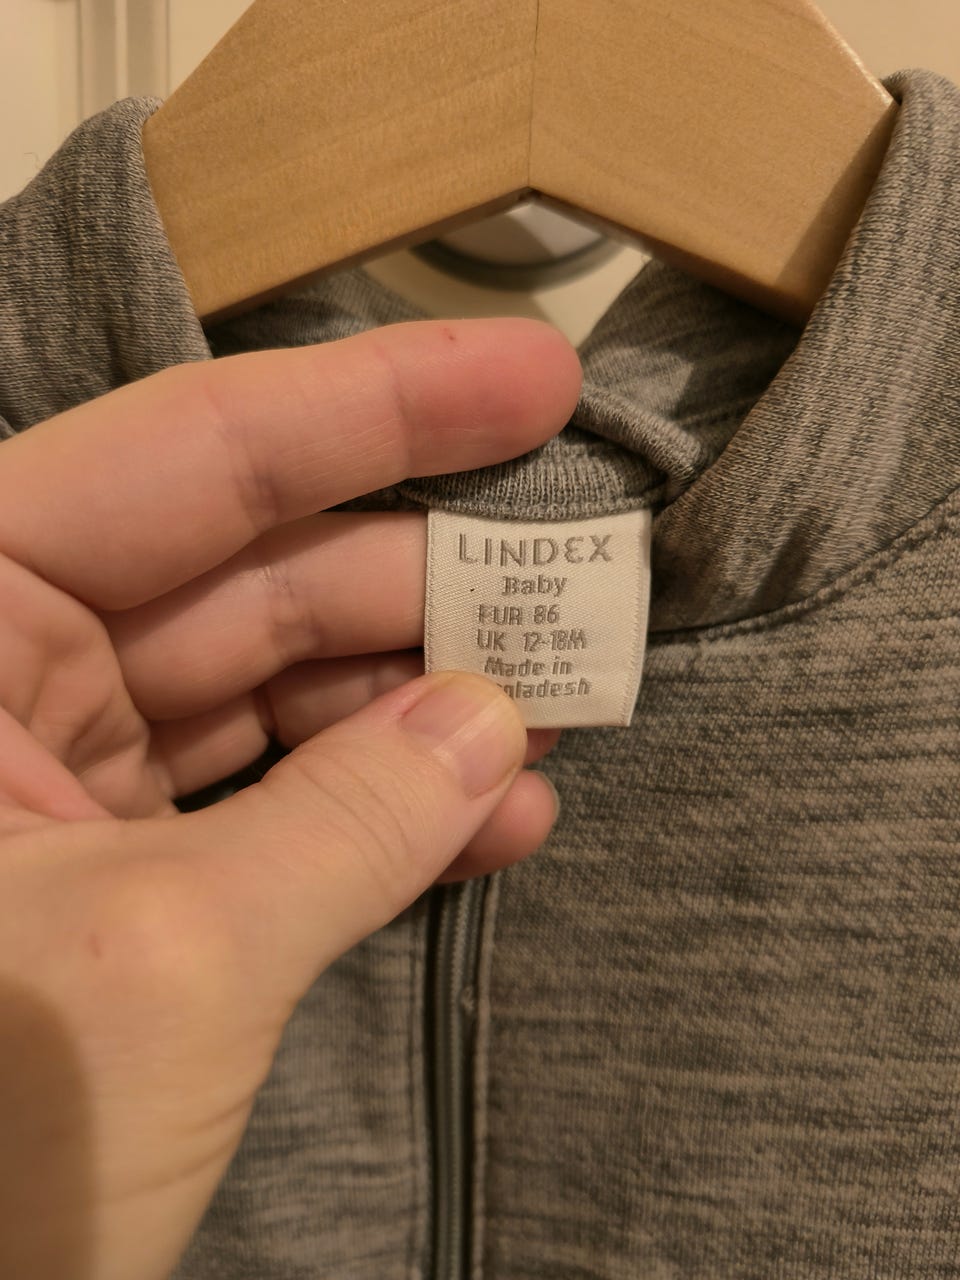 LINDEX
Baby
EUR 86
UK 12-18M
Made in